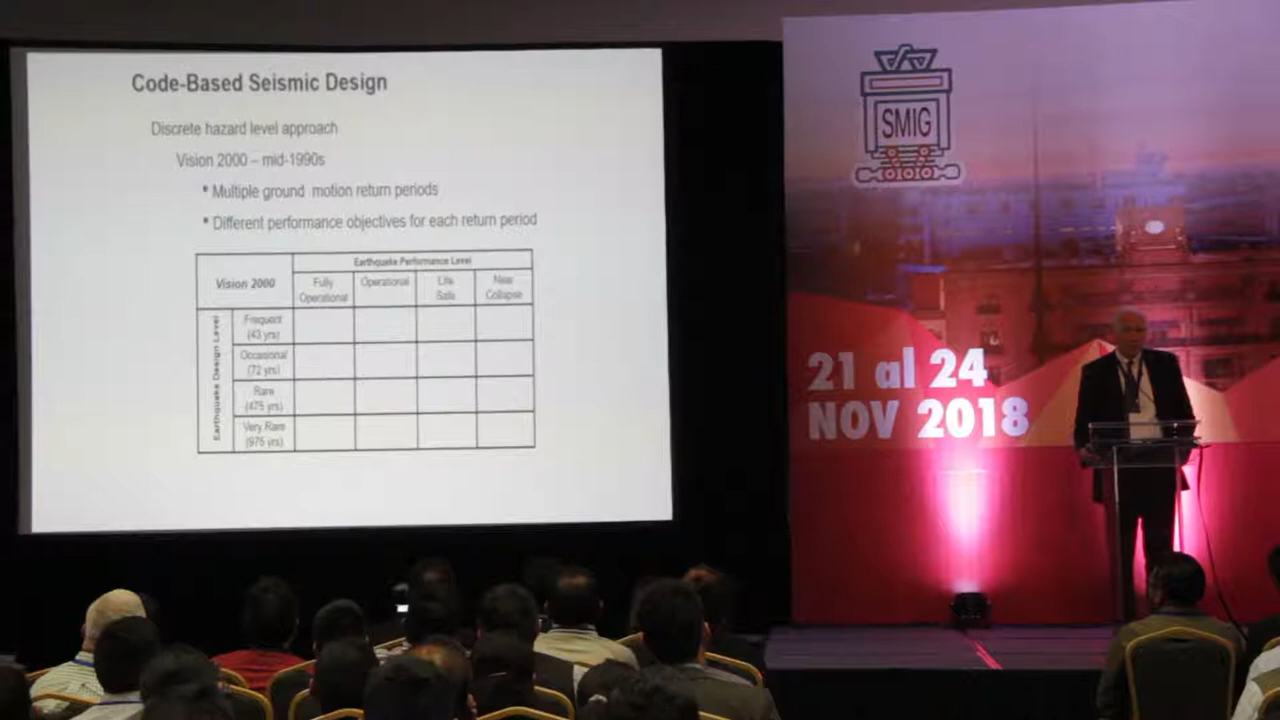 Code-Based Seismic Design
Discrete hazard level approach
Vision 2000 – mid-1990s
* Multiple ground motion return periods
* Different performance objectives for each return period
Vision 2000
Earthquake Performance Level
Fully Operational
Operational
Life Safe
Near Collapse
Earthquake Design Level
Frequent
(43 yrs)
Occasional
(72 yrs)
Rare
(475 yrs)
Very Rare
(975 yrs)
SMIG
21 al 24
NOV 2018